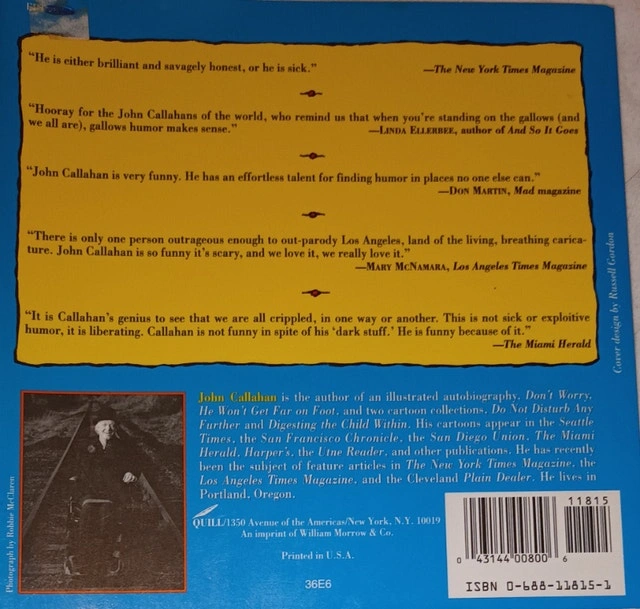 “He is either brilliant and savagely honest, or he is sick.”
—The New York Times Magazine
“Hooray for the John Callahans of the world, who remind us that when you’re standing on the gallows (and
we all are), gallows humor makes sense.”
—LINDA ELLERBEE, author of And So It Goes
“John Callahan is very funny. He has an effortless talent for finding humor in places no one else can.”
—DON MARTIN, Mad magazine
“There is only one person outrageous enough to out-parody Los Angeles, land of the living, breathing carica-
ture. John Callahan is so funny it’s scary, and we love it, we really love it.”
—MARY MCNAMARA, Los Angeles Times Magazine
“It is Callahan’s genius to see that we are all crippled, in one way or another. This is not sick or exploitive
humor, it is liberating. Callahan is not funny in spite of his ‘dark stuff.’ He is funny because of it.”
—The Miami Herald
Cover design by Russell Gordon
Photograph by Robbie McClaren
John Callahan is the author of an illustrated autobiography, Don’t Worry,
He Won’t Get Far on Foot, and two cartoon collections, Do Not Disturb Any
Further and Digesting the Child Within. His cartoons appear in the Seattle
Times, the San Francisco Chronicle, the San Diego Union, The Miami
Herald, Harper’s, the Utne Reader, and other publications. He has recently
been the subject of feature articles in The New York Times Magazine, the
Los Angeles Times Magazine, and the Cleveland Plain Dealer. He lives in
Portland, Oregon.
QUILL/1350 Avenue of the Americas/New York, N.Y. 10019
An imprint of William Morrow & Co.
Printed in U.S.A.
36E6
11815
0 43144 00800 6
ISBN 0-688-11815-1